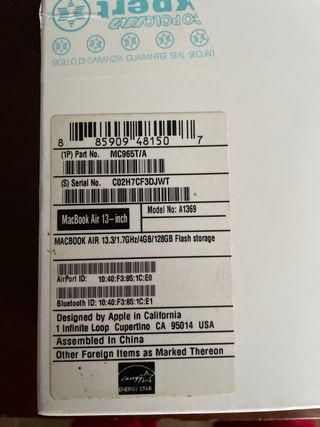 xpert
SIGILLO DI GARANZIA GUARANTEE SEAL SECURIT
8 85909 48150 7
(1P) Part No. MC965T/A
(S) Serial No. C02H7CF3DJWT
MacBook Air 13-inch
Model No: A1369
MACBOOK AIR 13.3/1.7GHz/4GB/128GB Flash storage
AirPort ID: 10:40:F3:85:1C:E0
Bluetooth ID: 10:40:F3:85:1C:E1
Designed by Apple in California
1 Infinite Loop Cupertino CA 95014 USA
Assembled In China
Other Foreign Items as Marked Thereon
ENERGY STAR